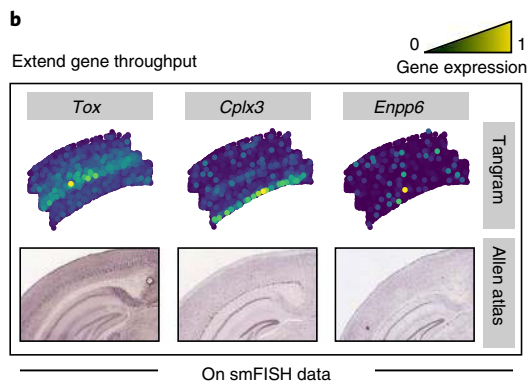 b
0 1
Extend gene throughput
Gene expression
Tox Cplx3 Enpp6
Tangram
Allen atlas
On smFISH data